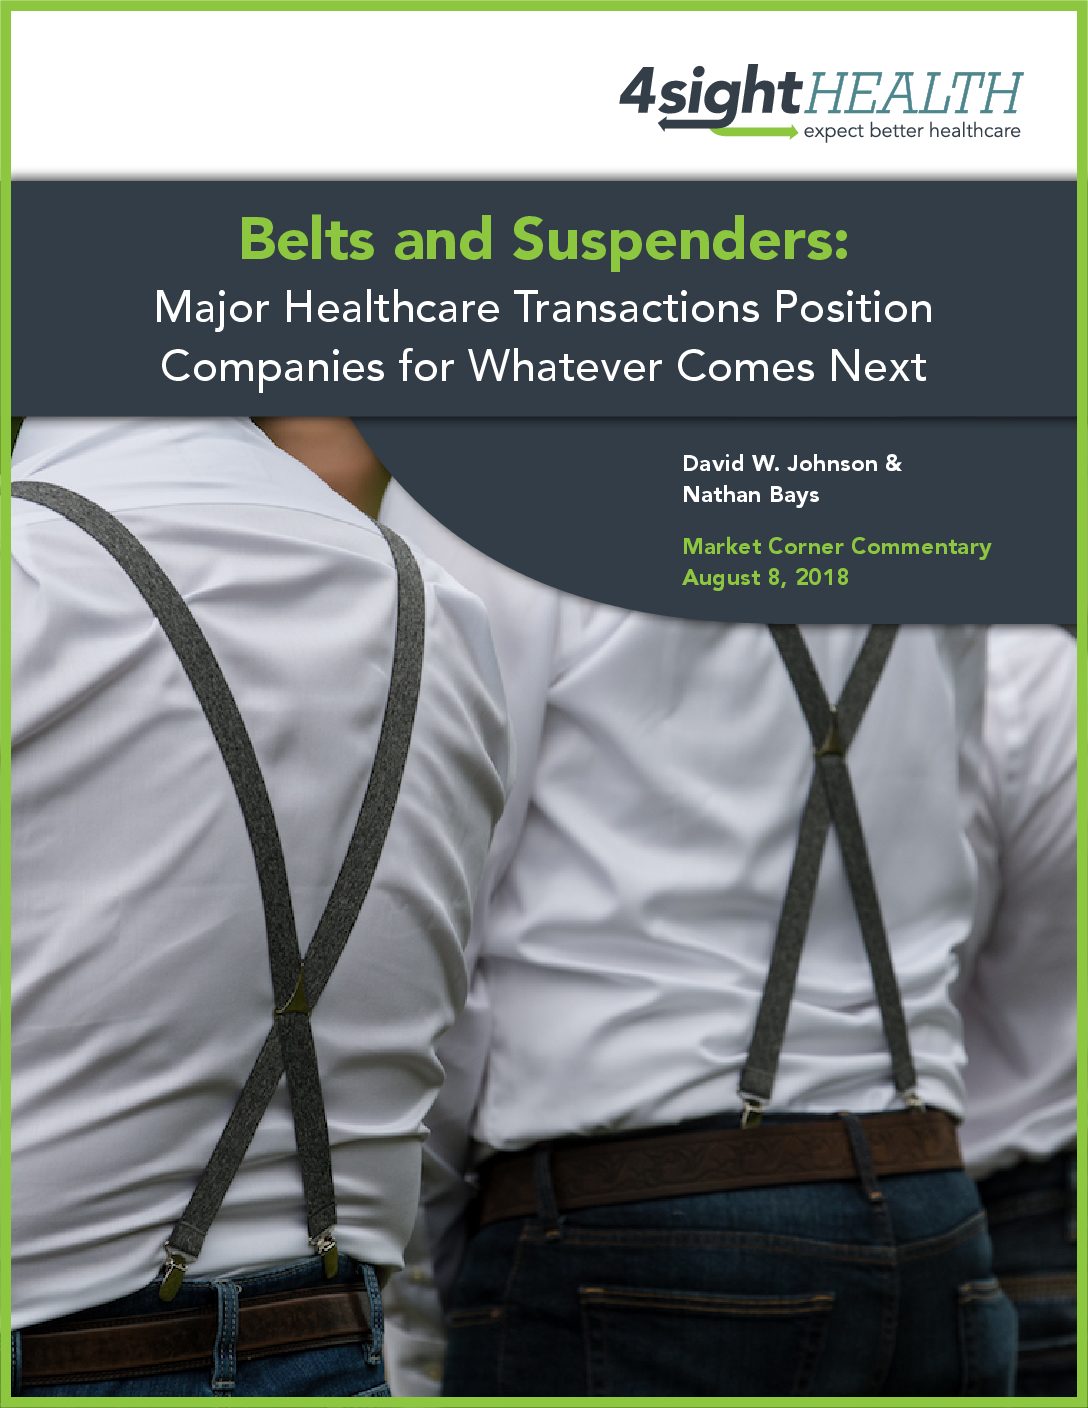 4sightHEALTH
expect better healthcare
Belts and Suspenders:
Major Healthcare Transactions Position
Companies for Whatever Comes Next
David W. Johnson &
Nathan Bays
Market Corner Commentary
August 8, 2018